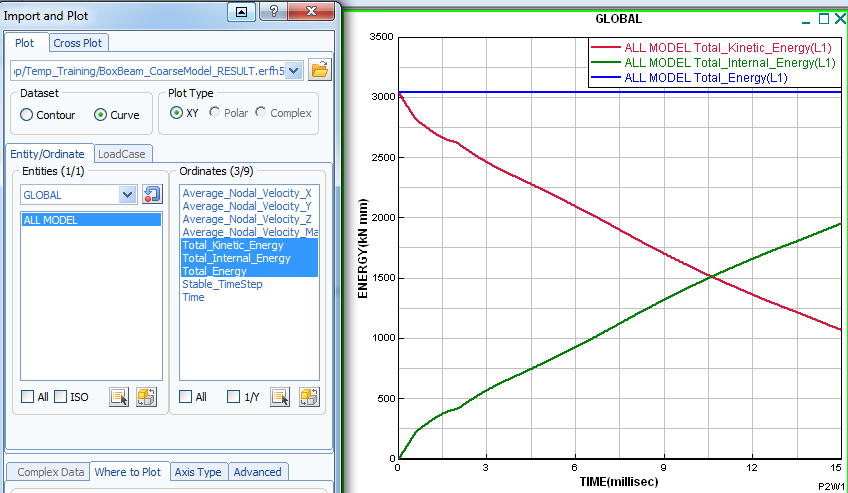 Import and Plot
Plot
Cross Plot
ıp/Temp_Training/BoxBeam_CoarseModel_RESULT.erfh5
Dataset
Contour
Curve
Plot Type
XY
Polar
Complex
Entity/Ordinate
LoadCase
Entities (1/1)
GLOBAL
ALL MODEL
All
ISO
Ordinates (3/9)
Average_Nodal_Velocity_X
Average_Nodal_Velocity_Y
Average_Nodal_Velocity_Z
Average_Nodal_Velocity_Ma
Total_Kinetic_Energy
Total_Internal_Energy
Total_Energy
Stable_TimeStep
Time
All
1/Y
Complex Data
Where to Plot
Axis Type
Advanced
GLOBAL
ALL MODEL Total_Kinetic_Energy(L1)
ALL MODEL Total_Internal_Energy(L1)
ALL MODEL Total_Energy(L1)
ENERGY(kN mm)
3500
3000
2500
2000
1500
1000
500
0
0
3
6
9
12
15
TIME(millisec)
P2W1